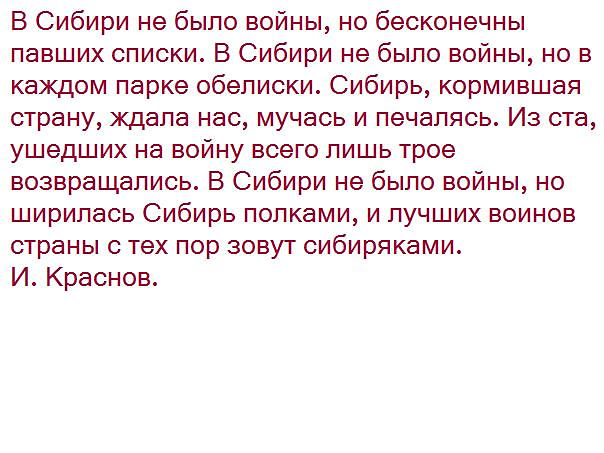 В Сибири не было войны, но бесконечны
павших списки. В Сибири не было войны, но в
каждом парке обелиски. Сибирь, кормившая
страну, ждала нас, мучась и печалясь. Из ста,
ушедших на войну всего лишь трое
возвращались. В Сибири не было войны, но
ширилась Сибирь полками, и лучших воинов
страны с тех пор зовут сибиряками.
И. Краснов.